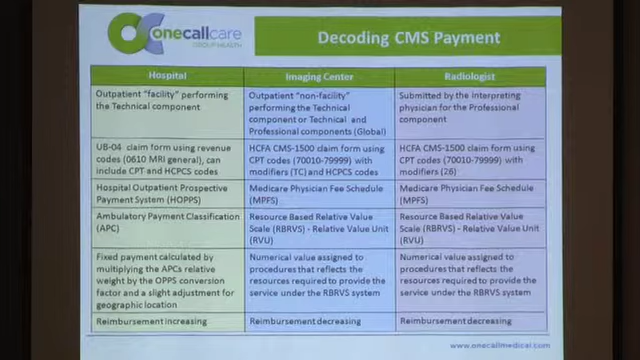 onecallcare
GROUP HEALTH
Decoding CMS Payment
Hospital
Imaging Center
Radiologist
Outpatient "facility" performing
the Technical component
Outpatient "non-facility"
performing the Technical
component or Technical and
Professional components (Global)
Submitted by the interpreting
physician for the Professional
component
UB-04 claim form using revenue
codes (0610 MRI general), can
include CPT and HCPCS codes
HCFA CMS-1500 claim form using
CPT codes (70010-79999) with
modifiers (TC) and HCPCS codes
HCFA CMS-1500 claim form using
CPT codes (70010-79999) with
modifiers (26)
Hospital Outpatient Prospective
Payment System (HOPPS)
Medicare Physician Fee Schedule
(MPFS)
Medicare Physician Fee Schedule
(MPFS)
Ambulatory Payment Classification
(APC)
Resource Based Relative Value
Scale (RBRVS) - Relative Value Unit
(RVU)
Resource Based Relative Value
Scale (RBRVS) - Relative Value Unit
(RVU)
Fixed payment calculated by
multiplying the APCs relative
weight by the OPPS conversion
factor and a slight adjustment for
geographic location
Numerical value assigned to
procedures that reflects the
resources required to provide the
service under the RBRVS system
Numerical value assigned to
procedures that reflects the
resources required to provide the
service under the RBRVS system
Reimbursement increasing
Reimbursement decreasing
Reimbursement decreasing
www.onecallmedical.com